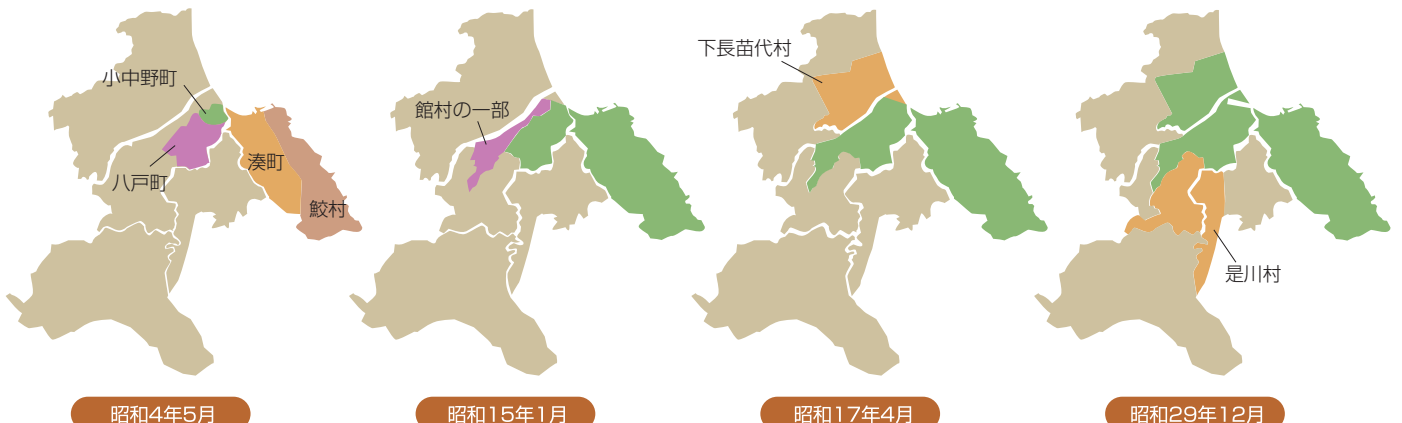 小中野町
八戸町
湊町
鮫村
昭和4年5月
館村の一部
昭和15年1月
下長苗代村
昭和17年4月
是川村
昭和29年12月